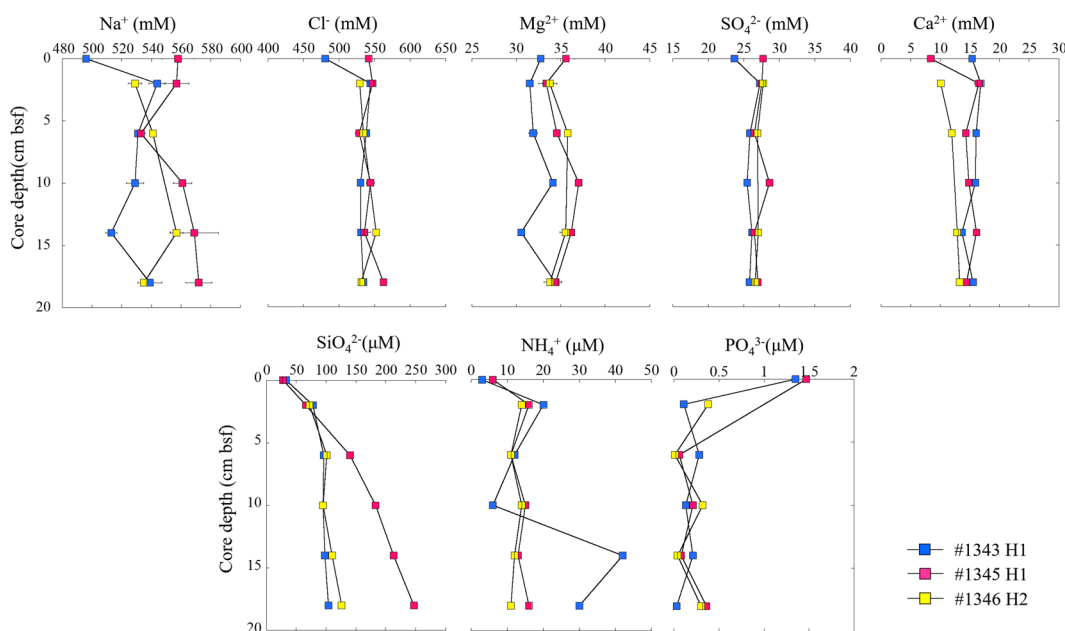 Na⁺ (mM)
480 500 520 540 560 580 600
Core depth(cm bsf)
0
5
10
15
20
Cl⁻ (mM)
400 450 500 550 600 650
Mg²⁺ (mM)
25 30 35 40 45
SO₄²⁻ (mM)
15 20 25 30 35 40
Ca²⁺ (mM)
0 5 10 15 20 25 30
SiO₄²⁻(μM)
0 50 100 150 200 250 300
Core depth (cm bsf)
0
5
10
15
20
NH₄⁺ (μM)
0 10 20 30 40 50
PO₄³⁻(μM)
0 0.5 1 1.5 2
#1343 H1
#1345 H1
#1346 H2